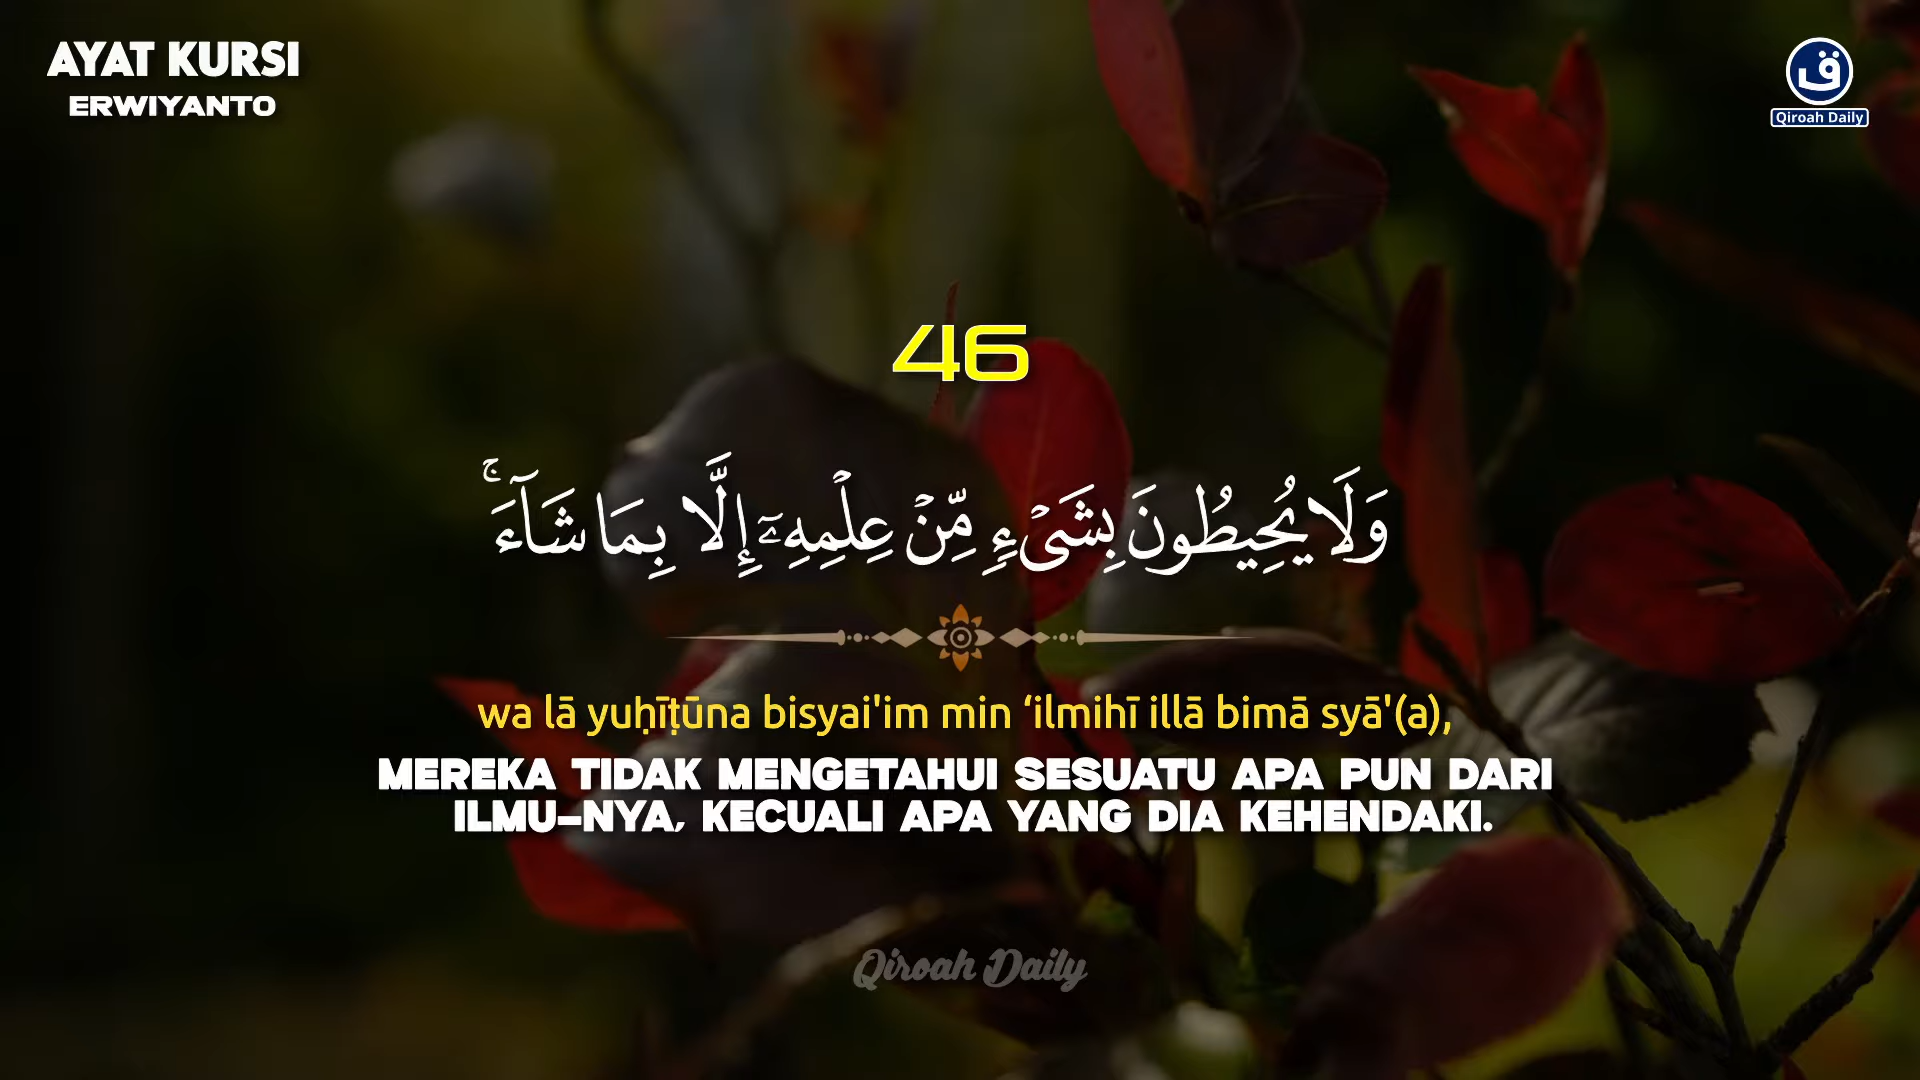 AYAT KURSI
ERWIYANTO
ق
Qiroah Daily
46
وَلَا يُحِيطُونَ بِشَىْءٍ مِّنْ عِلْمِهِۦٓ إِلَّا بِمَا شَآءَ ۚ
wa lā yuḥīṭūna bisyai'im min ‘ilmihī illā bimā syā'(a),
MEREKA TIDAK MENGETAHUI SESUATU APA PUN DARI
ILMU-NYA, KECUALI APA YANG DIA KEHENDAKI.
Qiroah Daily